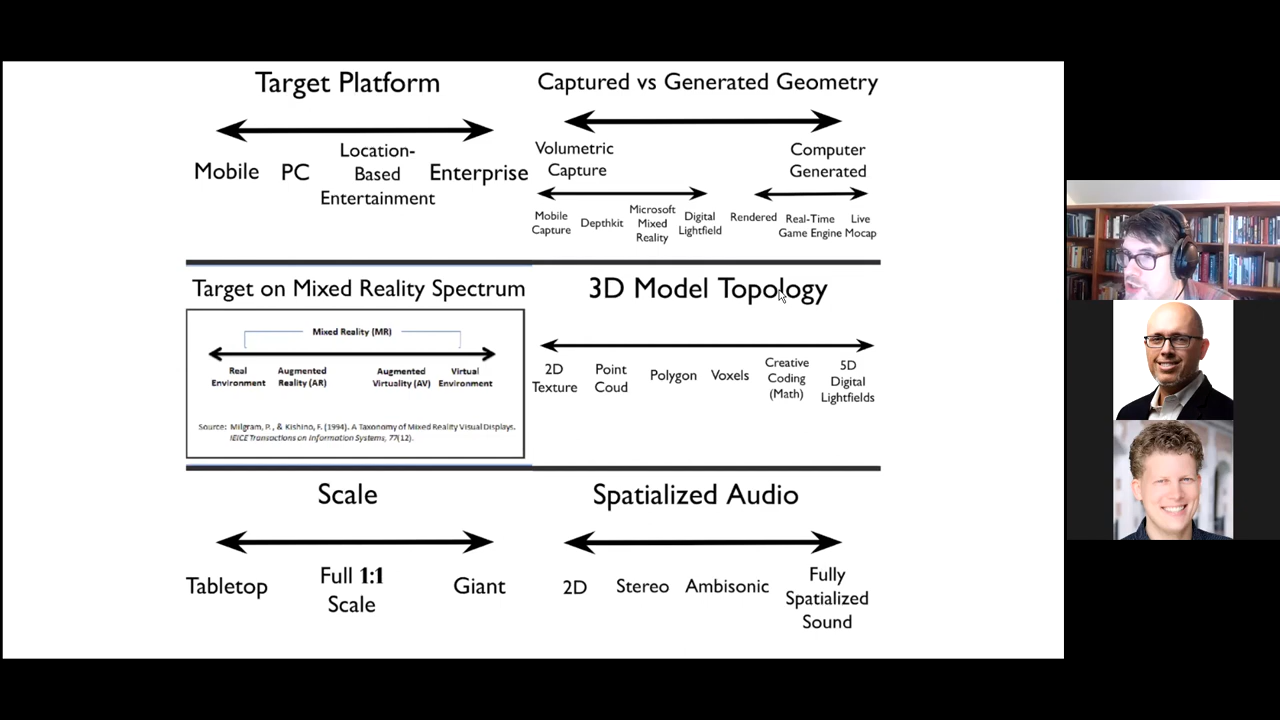 Target Platform
Mobile
PC
Location-
Based
Entertainment
Enterprise
Captured vs Generated Geometry
Volumetric
Capture
Computer
Generated
Mobile
Capture
Depthkit
Microsoft
Mixed
Reality
Digital
Lightfield
Rendered
Real-Time
Game Engine
Live
Mocap
Target on Mixed Reality Spectrum
Mixed Reality (MR)
Real
Environment
Augmented
Reality (AR)
Augmented
Virtuality (AV)
Virtual
Environment
Source: Milgram, P., & Kishino, F. (1994). A Taxonomy of Mixed Reality Visual Displays.
IEICE Transactions on Information Systems, 77(12).
3D Model Topology
2D
Texture
Point
Coud
Polygon
Voxels
Creative
Coding
(Math)
5D
Digital
Lightfields
Scale
Tabletop
Full 1:1
Scale
Giant
Spatialized Audio
2D
Stereo
Ambisonic
Fully
Spatialized
Sound